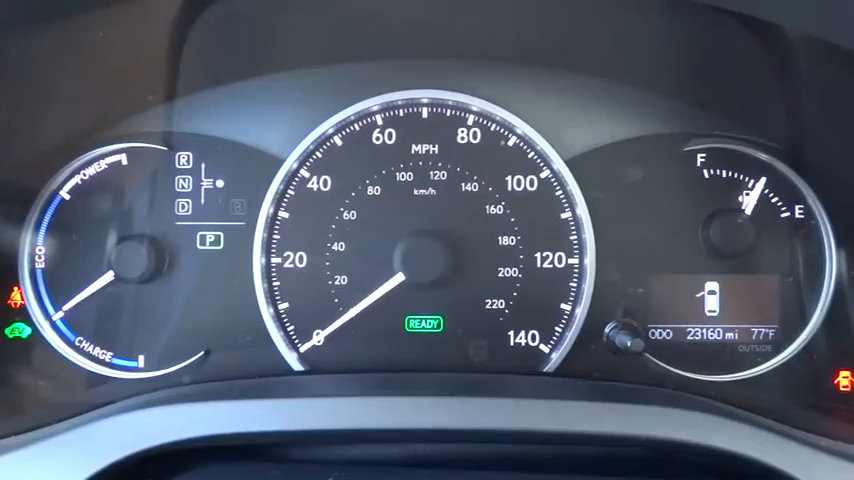 POWER
ECO
CHARGE
EV
R
N
D
B
P
MPH
km/h
0
20
40
60
80
100
120
140
20
40
60
80
100
120
140
160
180
200
220
READY
F
E
ODO 23160 mi 77°F
OUTSIDE